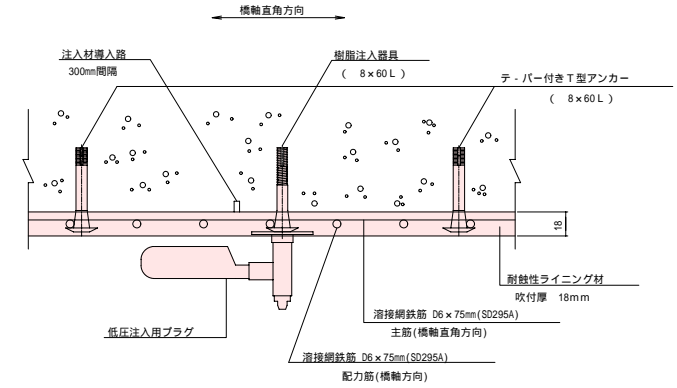 橋軸直角方向
注入材導入路
300mm間隔
樹脂注入器具
( 8×60L )
テ-パー付きT型アンカー
( 8×60L )
18
耐蝕性ライニング材
吹付厚 18mm
溶接網鉄筋 D6×75mm(SD295A)
主筋(橋軸直角方向)
低圧注入用プラグ
溶接網鉄筋 D6×75mm(SD295A)
配力筋(橋軸方向)